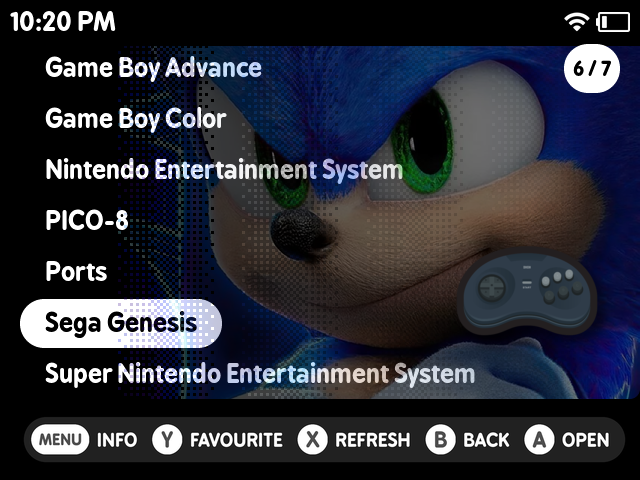 10:20 PM
Game Boy Advance
6 / 7
Game Boy Color
Nintendo Entertainment System
PICO-8
Ports
Sega Genesis
Super Nintendo Entertainment System
MENU INFO Y FAVOURITE X REFRESH B BACK A OPEN